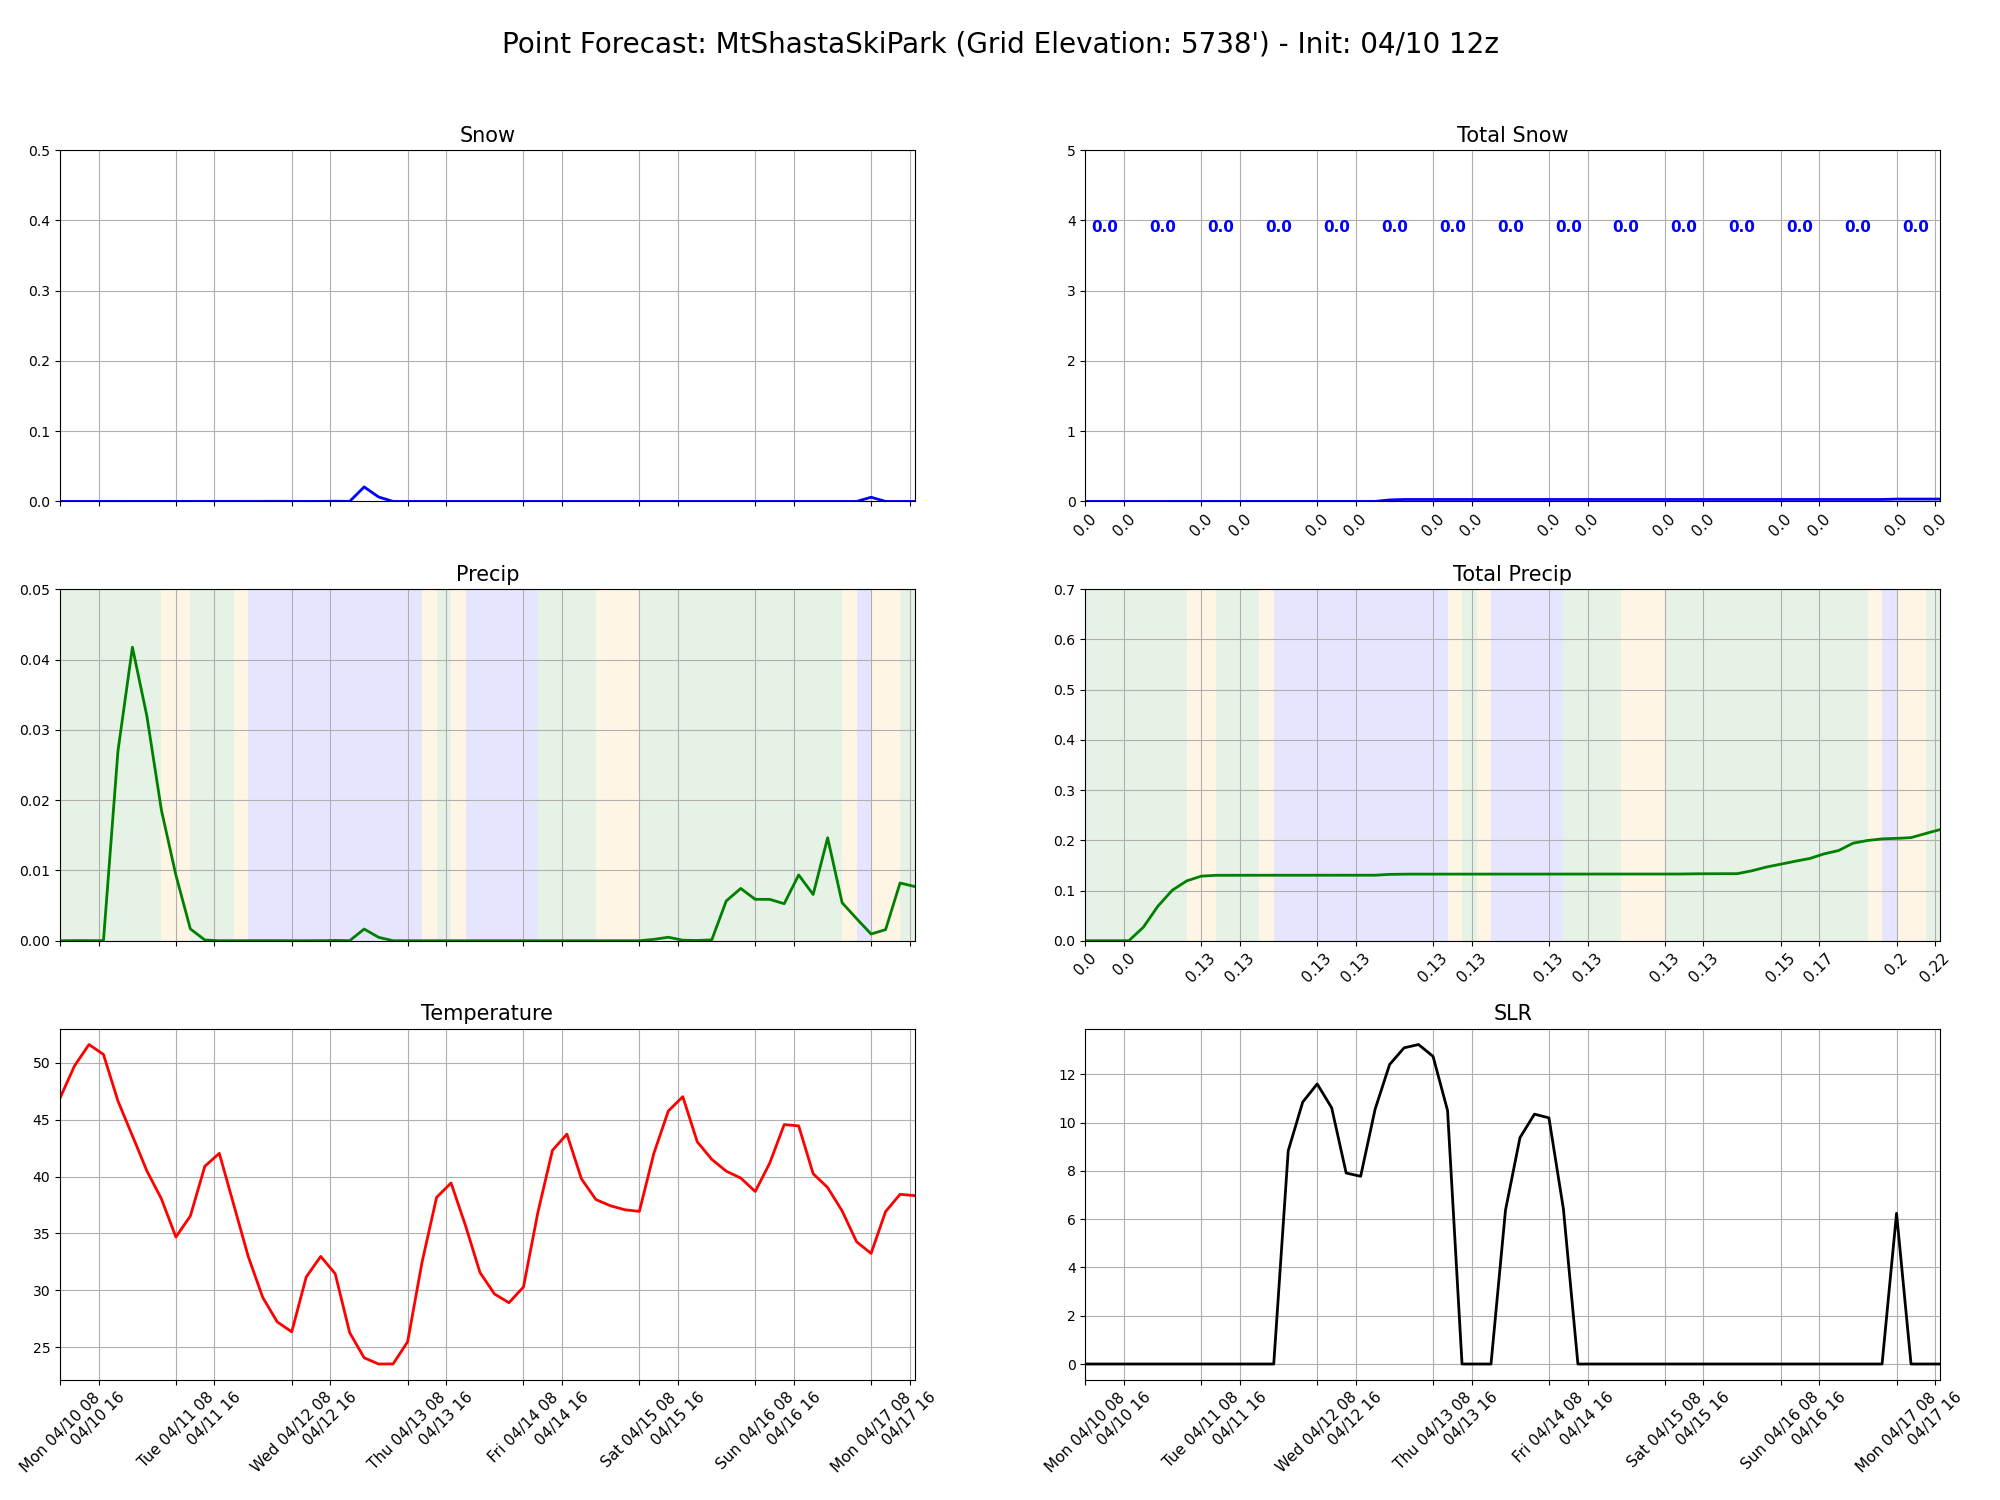 Point Forecast: MtShastaSkiPark (Grid Elevation: 5738') - Init: 04/10 12z
Snow
0.5
0.4
0.3
0.2
0.1
0.0
Total Snow
5
4
3
2
1
0
0.0 0.0 0.0 0.0 0.0 0.0 0.0 0.0 0.0 0.0 0.0 0.0 0.0 0.0 0.0
0.0 0.0 0.0 0.0 0.0 0.0 0.0 0.0 0.0 0.0 0.0 0.0 0.0 0.0 0.0 0.0
Precip
0.05
0.04
0.03
0.02
0.01
0.00
Total Precip
0.7
0.6
0.5
0.4
0.3
0.2
0.1
0.0
0.0 0.0 0.13 0.13 0.13 0.13 0.13 0.13 0.13 0.13 0.13 0.13 0.15 0.17 0.2 0.22
Temperature
50
45
40
35
30
25
Mon 04/10 08
04/10 16
Tue 04/11 08
04/11 16
Wed 04/12 08
04/12 16
Thu 04/13 08
04/13 16
Fri 04/14 08
04/14 16
Sat 04/15 08
04/15 16
Sun 04/16 08
04/16 16
Mon 04/17 08
04/17 16
SLR
12
10
8
6
4
2
0
Mon 04/10 08
04/10 16
Tue 04/11 08
04/11 16
Wed 04/12 08
04/12 16
Thu 04/13 08
04/13 16
Fri 04/14 08
04/14 16
Sat 04/15 08
04/15 16
Sun 04/16 08
04/16 16
Mon 04/17 08
04/17 16